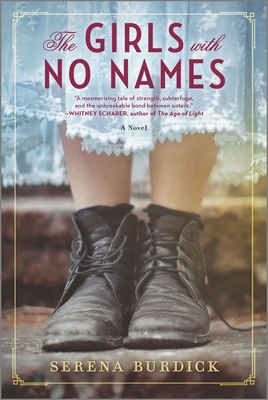 The GIRLS with
NO NAMES
"A mesmerizing tale of strength, subterfuge,
and the unbreakable bond between sisters."
–WHITNEY SCHARER, author of The Age of Light
A Novel
SERENA BURDICK